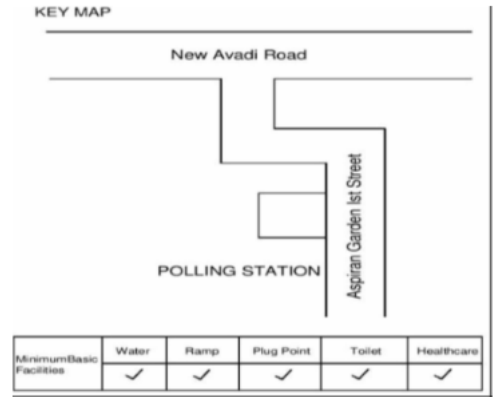 KEY MAP
New Avadi Road
Aspiran Garden Ist Street
POLLING STATION
MinimumBasic Facilities
Water Ramp Plug Point Toilet Healthcare
✓ ✓ ✓ ✓ ✓